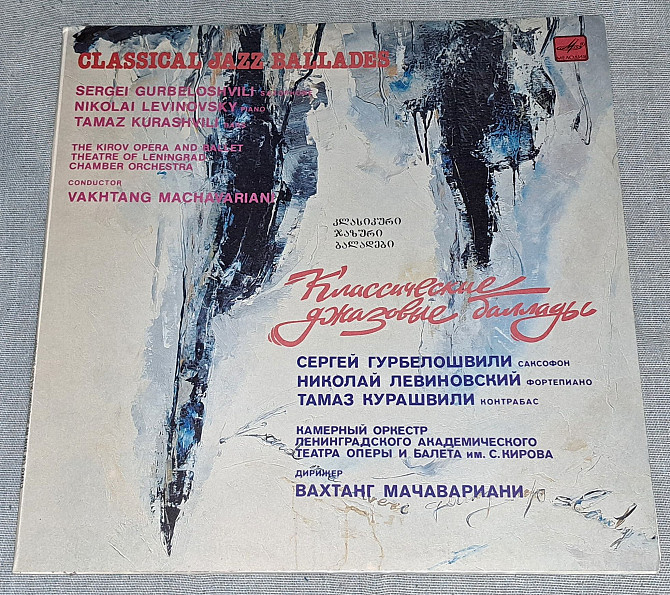 CLASSICAL JAZZ BALLADES
SERGEI GURBELOSHVILI
NIKOLAI LEVINOVSKY PIANO
TAMAZ KURASHVILI BASS
THE KIROV OPERA AND BALLET
THEATRE OF LENINGRAD
CHAMBER ORCHESTRA
CONDUCTOR
VAKHTANG MACHAVARIANI
კლასიკური
ჯაზური
ბალადები
Классические
джазовые баллады
СЕРГЕЙ ГУРБЕЛОШВИЛИ САКСОФОН
НИКОЛАЙ ЛЕВИНОВСКИЙ ФОРТЕПИАНО
ТАМАЗ КУРАШВИЛИ КОНТРАБАС
КАМЕРНЫЙ ОРКЕСТР
ЛЕНИНГРАДСКОГО АКАДЕМИЧЕСКОГО
ТЕАТРА ОПЕРЫ И БАЛЕТА ИМ. С.КИРОВА
ДИРИЖЕР
ВАХТАНГ МАЧАВАРИАНИ